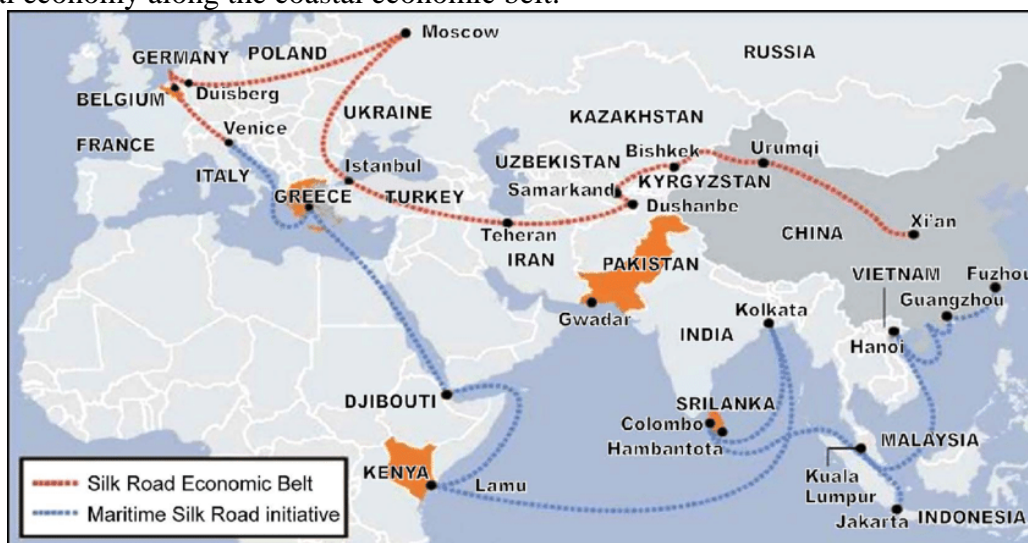 al economy along the coastal economic belt.
Moscow
RUSSIA
GERMANY
POLAND
BELGIUM
Duisberg
UKRAINE
KAZAKHSTAN
FRANCE
Venice
Bishkek
Urumqi
ITALY
Istanbul
UZBEKISTAN
KYRGYZSTAN
GREECE
TURKEY
Samarkand
Dushanbe
Teheran
Xi'an
IRAN
CHINA
PAKISTAN
VIETNAM
Fuzhou
Gwadar
Kolkata
Guangzhou
INDIA
Hanoi
DJIBOUTI
SRILANKA
Colombo
Hambantota
MALAYSIA
KENYA
Lamu
Kuala
Lumpur
Jakarta
INDONESIA
Silk Road Economic Belt
Maritime Silk Road initiative